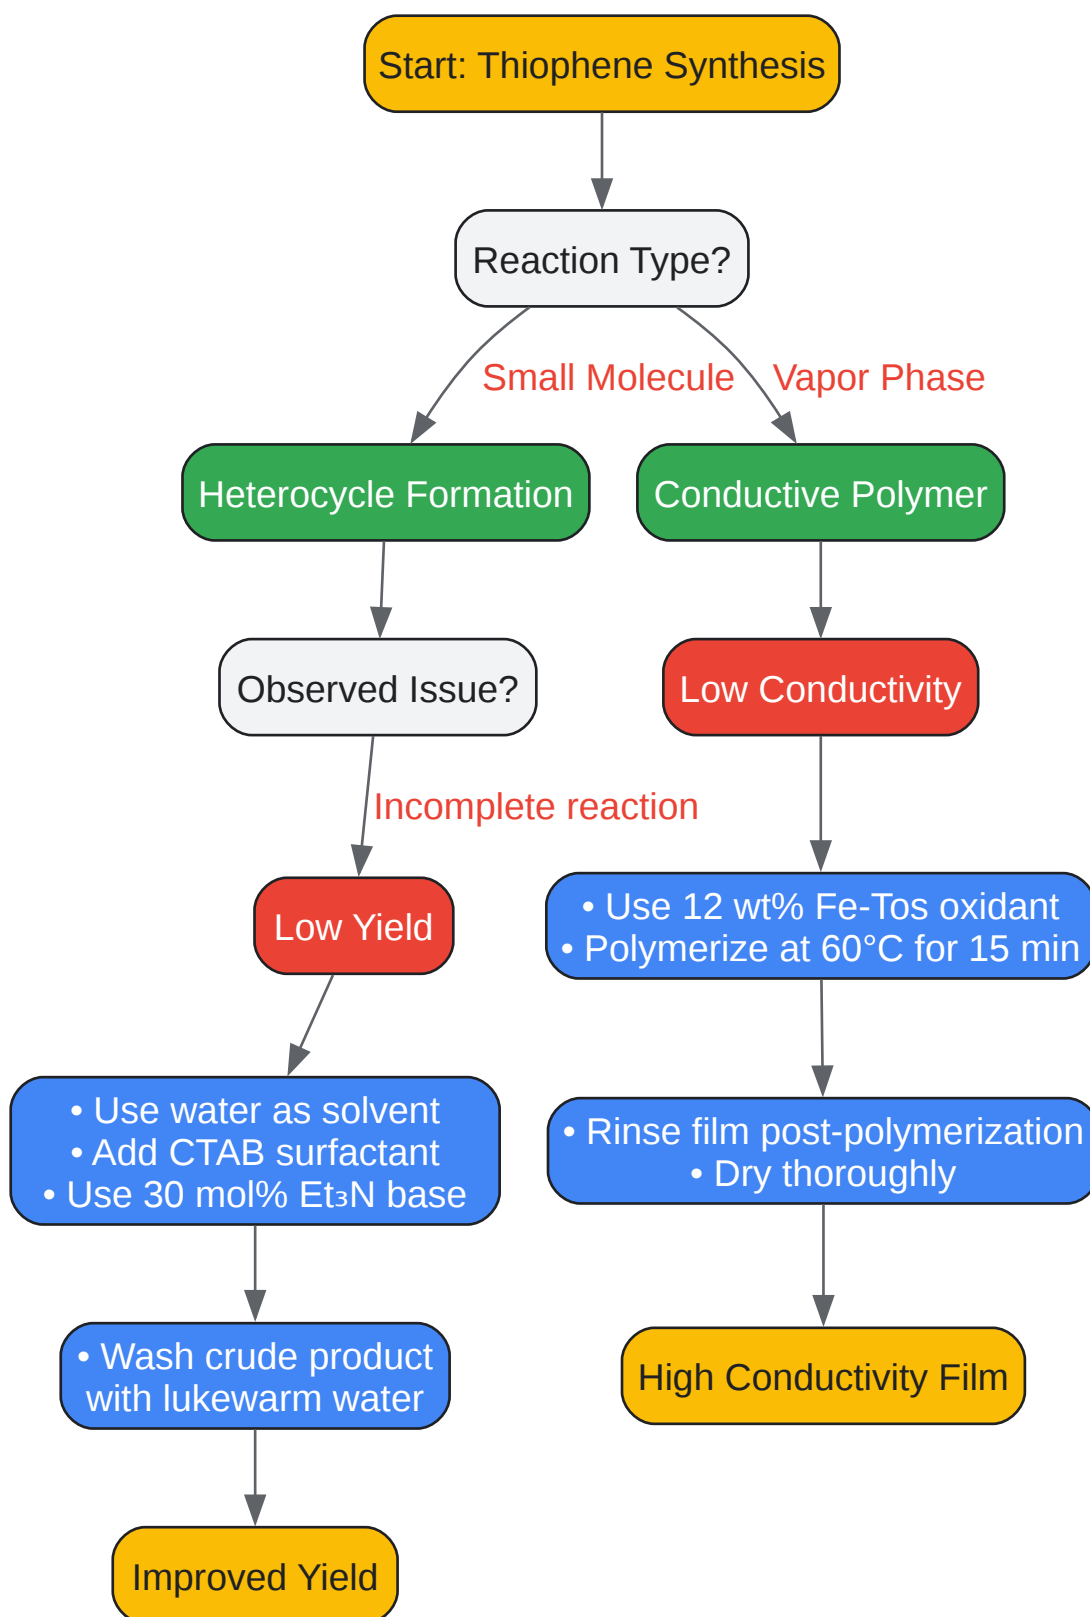 Start: Thiophene Synthesis
Reaction Type?
Small Molecule
Vapor Phase
Heterocycle Formation
Conductive Polymer
Observed Issue?
Low Conductivity
Incomplete reaction
Low Yield
• Use 12 wt% Fe-Tos oxidant
• Polymerize at 60°C for 15 min
• Use water as solvent
• Add CTAB surfactant
• Use 30 mol% Et₃N base
• Rinse film post-polymerization
• Dry thoroughly
• Wash crude product
with lukewarm water
High Conductivity Film
Improved Yield